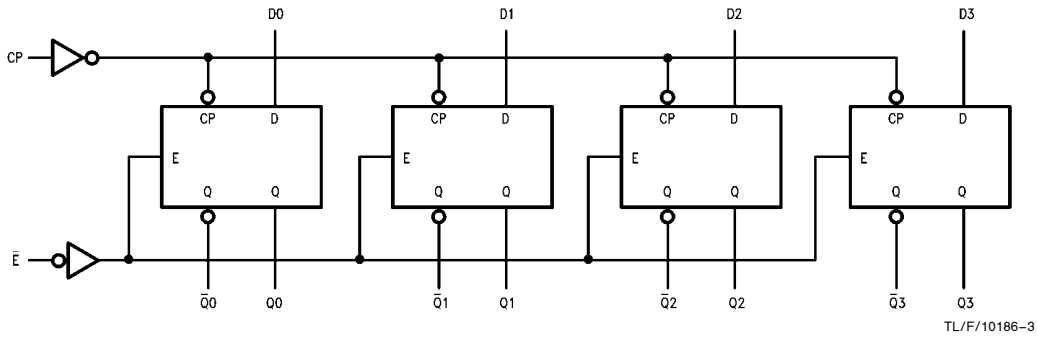 D0 D1 D2 D3
CP
CP D CP D CP D CP D
E E E E
Q Q Q Q Q Q Q Q
E̅
Q̅0 Q0 Q̅1 Q1 Q̅2 Q2 Q̅3 Q3
TL/F/10186–3